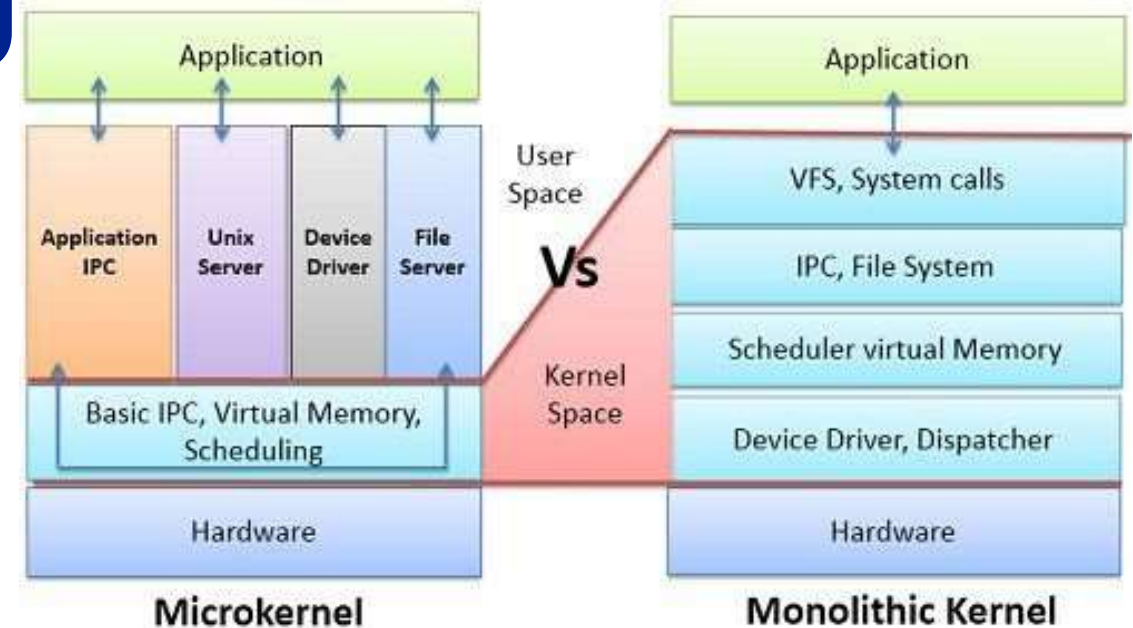 Application
Application
IPC
Unix
Server
Device
Driver
File
Server
Basic IPC, Virtual Memory,
Scheduling
Hardware
Microkernel
User
Space
Vs
Kernel
Space
Application
VFS, System calls
IPC, File System
Scheduler virtual Memory
Device Driver, Dispatcher
Hardware
Monolithic Kernel